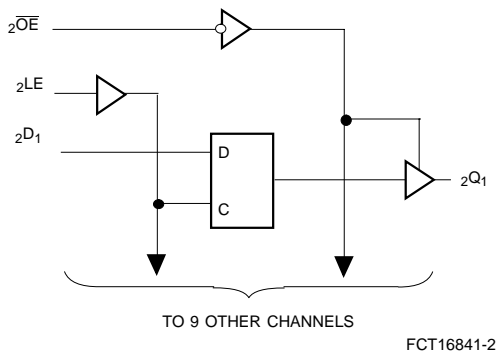 2OE
2LE
2D1
D
C
2Q1
TO 9 OTHER CHANNELS
FCT16841-2